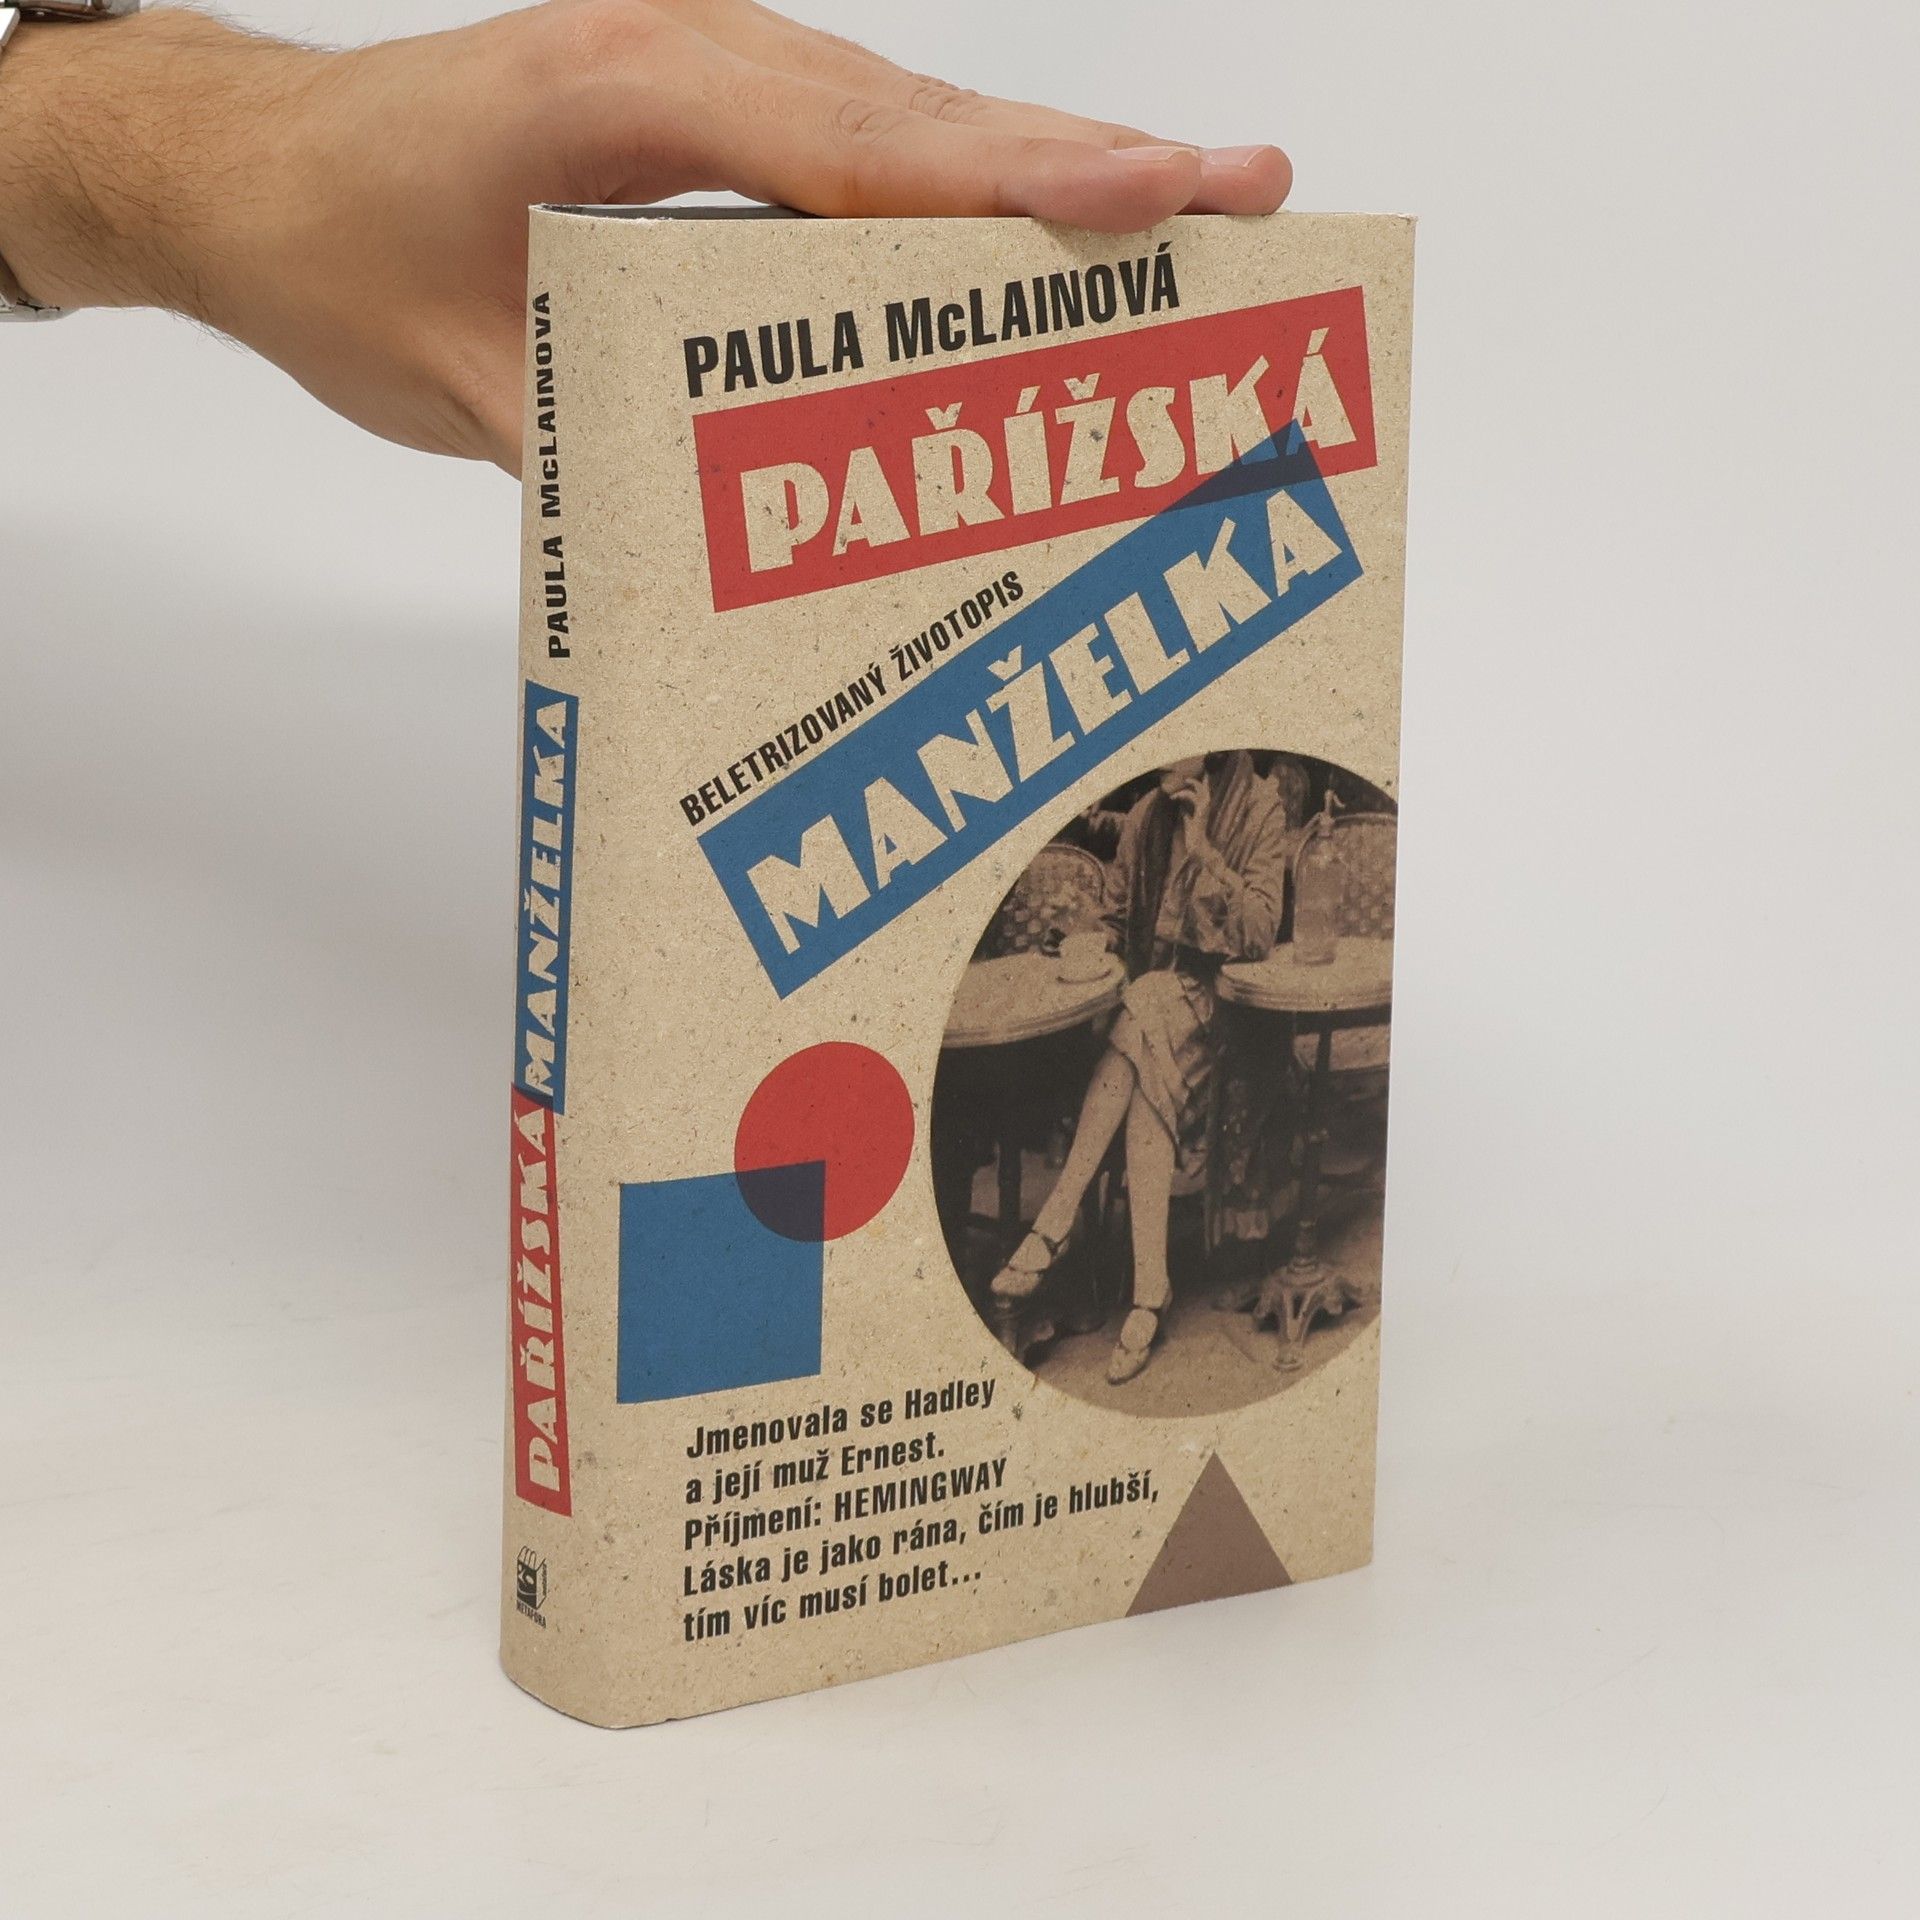 PAULA McLAINOVÁ
PAŘÍŽSKÁ
BELETRIZOVANÝ ŽIVOTOPIS
MANŽELKA
Jmenovala se Hadley
a její muž Ernest.
Příjmení: HEMINGWAY
Láska je jako rána, čím je hlubší,
tím víc musí bolet...
PAULA McLAINOVÁ
PAŘÍŽSKÁ MANŽELKA
METAFORA